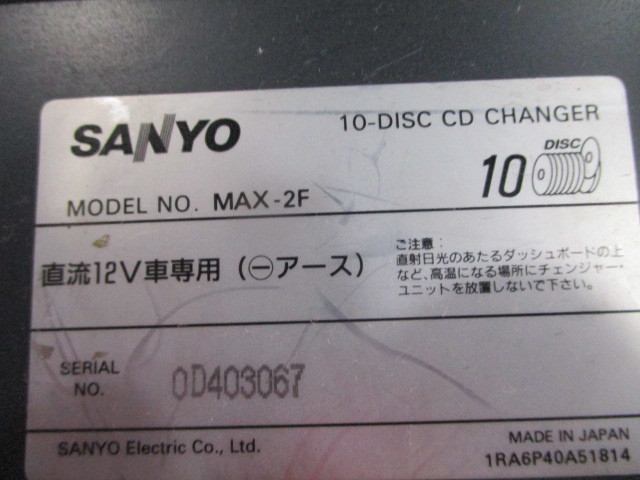 SANYO
10-DISC CD CHANGER
10 DISC
MODEL NO. MAX-2F
直流12V車専用 (⊖アース)
ご注意:
直射日光のあたるダッシュボードの上
など、高温になる場所にチェンジャー・
ユニットを放置しないで下さい。
SERIAL
NO.
0D403067
SANYO Electric Co., Ltd.
MADE IN JAPAN
1RA6P40A51814